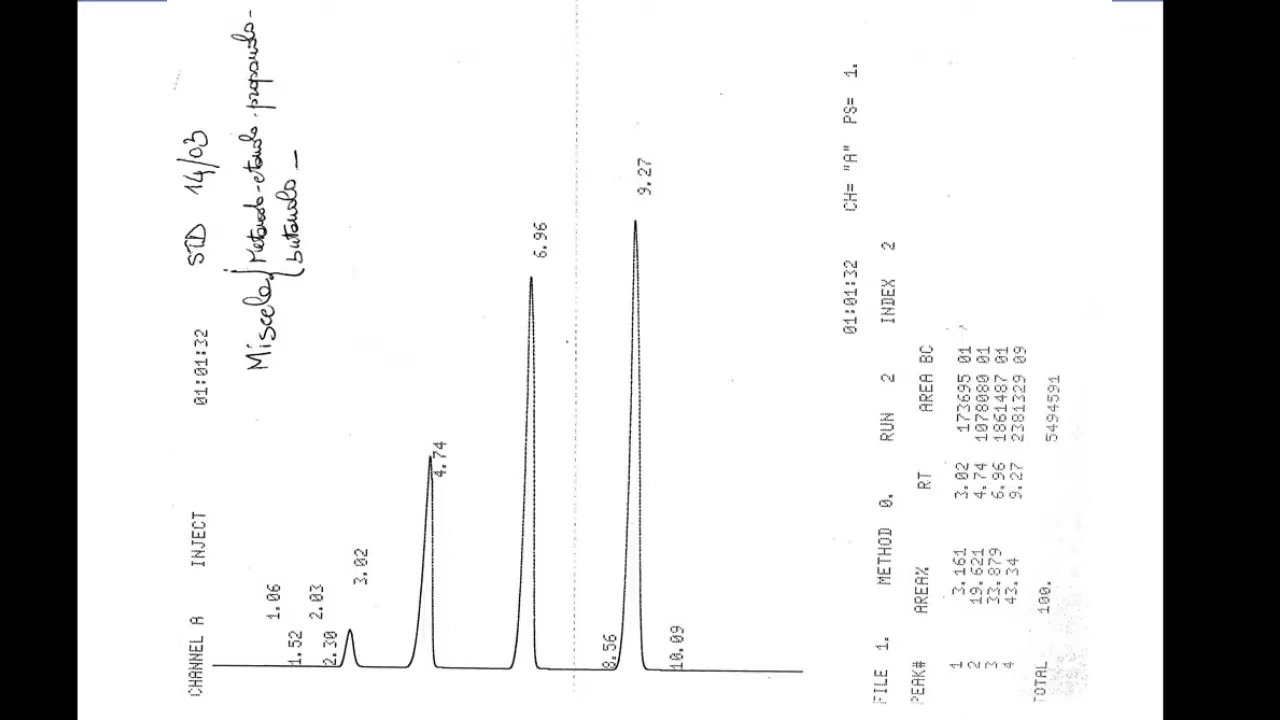 CHANNEL A INJECT 01:01:32 STD 14/03
Miscela { Metanolo-etanolo-propanolo-
butanolo-
1.06
1.52
2.03
2.30
3.02
4.74
6.96
8.56
9.27
10.09
01:01:32 CH= "A" PS= 1.
FILE 1. METHOD 0. RUN 2 INDEX 2
PEAK# AREA% RT AREA BC
1 3.161 3.02 173695 01
2 19.621 4.74 1078080 01
3 33.879 6.96 1861487 01
4 43.34 9.27 2381329 09
TOTAL 100. 5494591